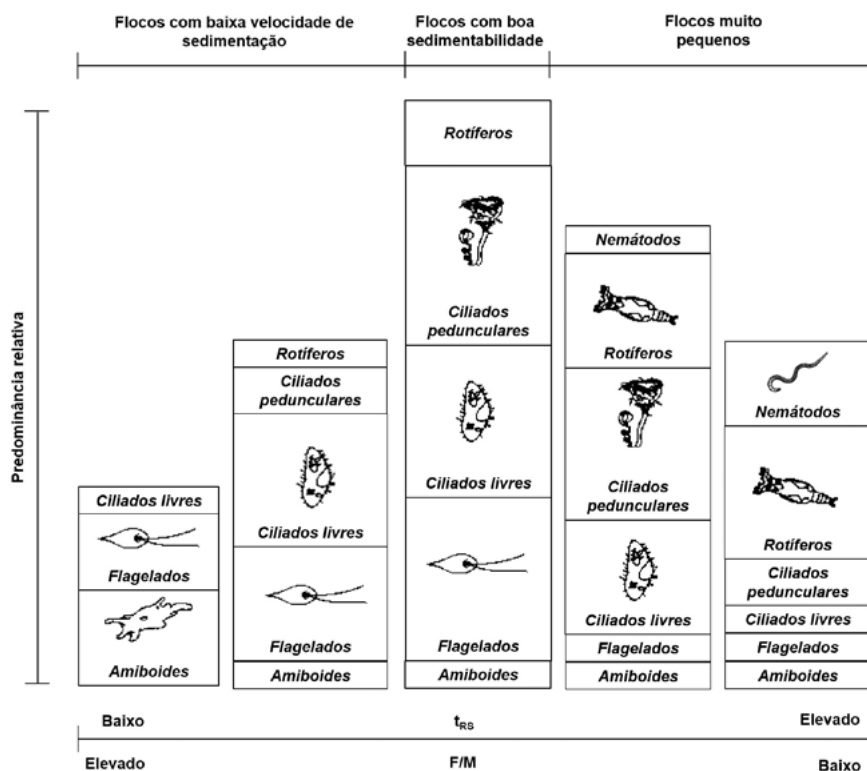 Flocos com baixa velocidade de
sedimentação
Flocos com boa
sedimentabilidade
Flocos muito
pequenos
Predominância relativa
Ciliados livres
Flagelados
Amiboides
Rotíferos
Ciliados
pedunculares
Ciliados livres
Flagelados
Amiboides
Rotíferos
Ciliados
pedunculares
Ciliados livres
Flagelados
Amiboides
Nemátodos
Rotíferos
Ciliados
pedunculares
Ciliados livres
Flagelados
Amiboides
Nemátodos
Rotíferos
Ciliados
pedunculares
Ciliados livres
Flagelados
Amiboides
Baixo tRS Elevado
Elevado F/M Baixo